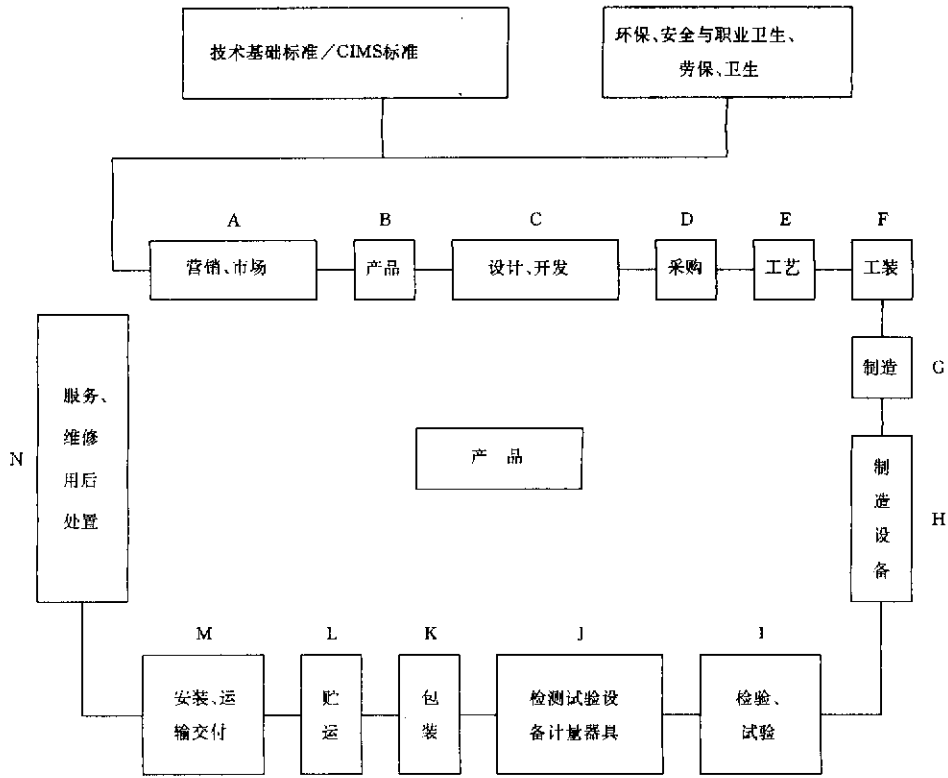 技术基础标准／CIMS标准
环保、安全与职业卫生、
劳保、卫生
A
B
C
D
E
F
营销、市场
产品
设计、开发
采购
工艺
工装
制造
G
服务、
维修
用后
处置
N
产 品
制
造
设
备
H
M
L
K
J
I
安装、运
输交付
贮
运
包
装
检测试验设
备计量器具
检验、
试验